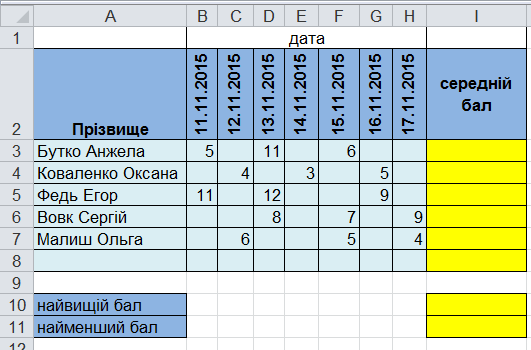 A B C D E F G H I
1 дата
2 Прізвище 11.11.2015 12.11.2015 13.11.2015 14.11.2015 15.11.2015 16.11.2015 17.11.2015 середній бал
3 Бутко Анжела 5 11 6
4 Коваленко Оксана 4 3 5
5 Федь Егор 11 12 9
6 Вовк Сергій 8 7 9
7 Малиш Ольга 6 5 4
8
9
10 найвищій бал
11 найменший бал
12